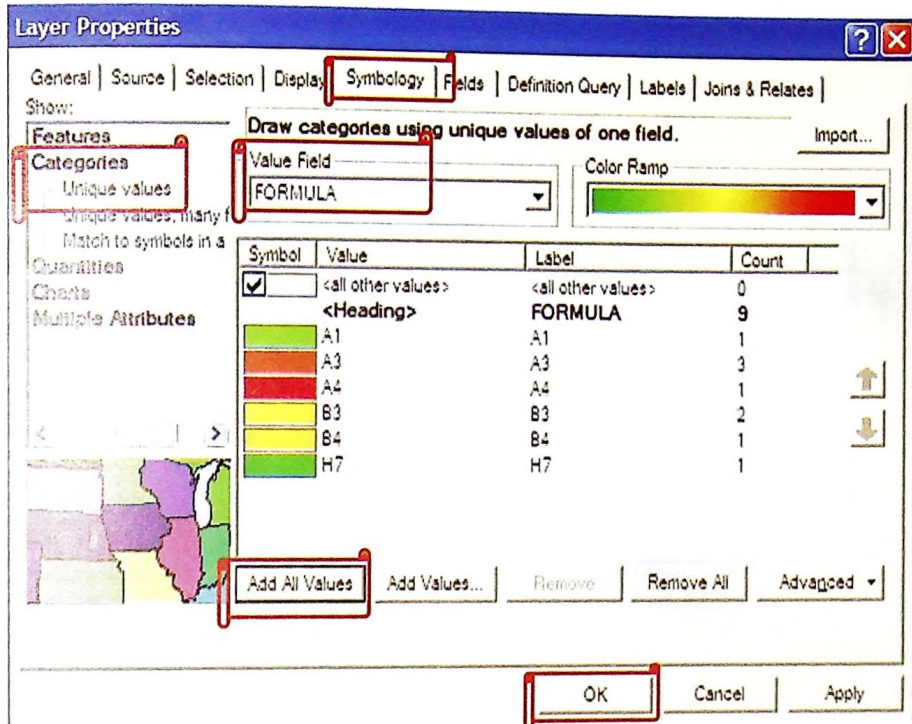 Layer Properties
General Source Selection Display Symbology Fields Definition Query Labels Joins & Relates
Show:
Features
Categories
Unique values
Unique values, many f
Match to symbols in a
Quantities
Charts
Multiple Attributes
Draw categories using unique values of one field.
Import...
Value Field
FORMULA
Color Ramp
Symbol Value Label Count
<all other values> <all other values> 0
<Heading> FORMULA 9
A1 A1 1
A3 A3 3
A4 A4 1
B3 B3 2
B4 B4 1
H7 H7 1
Add All Values Add Values... Remove Remove All Advanced
OK Cancel Apply